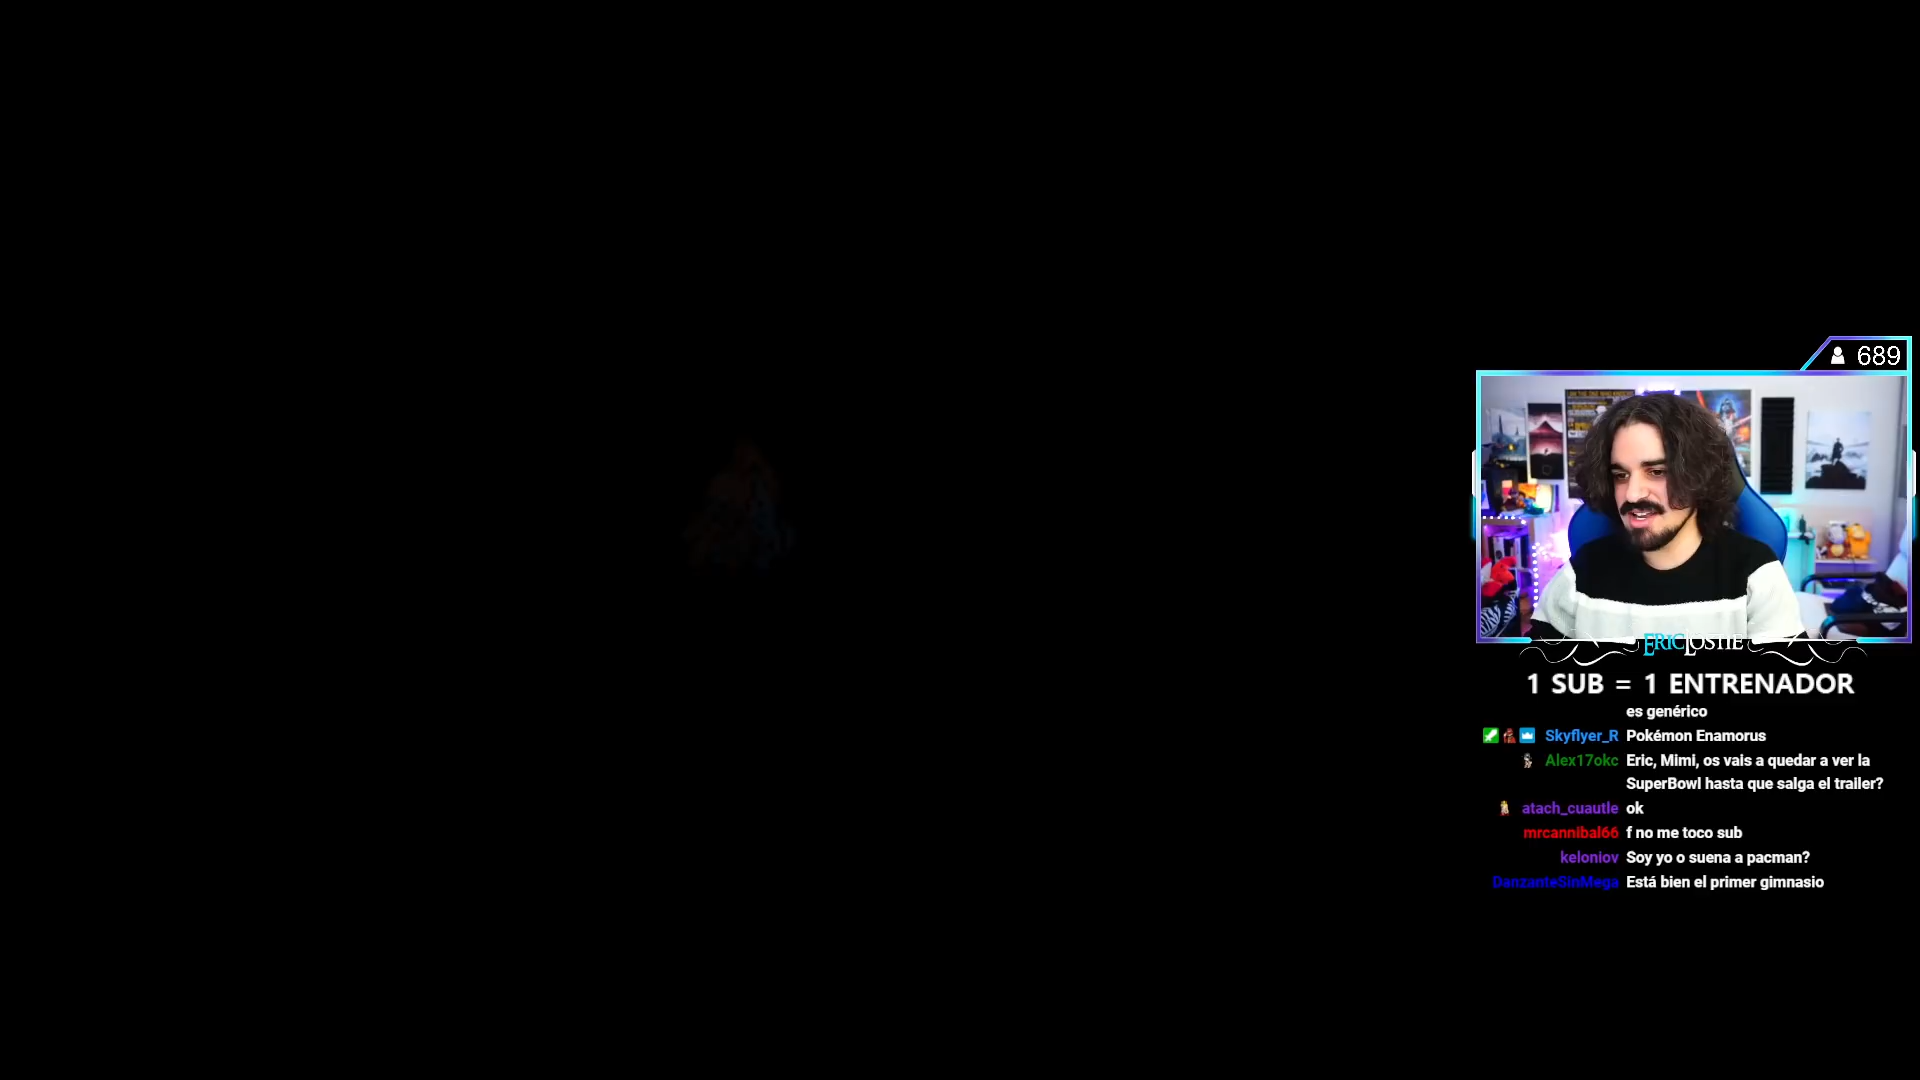 689
ERICLOSTIE
1 SUB = 1 ENTRENADOR
es genérico
Skyflyer_R Pokémon Enamorus
Alex17okc Eric, Mimi, os vais a quedar a ver la
SuperBowl hasta que salga el trailer?
atach_cuautle ok
mrcannibal66 f no me toco sub
keloniov Soy yo o suena a pacman?
DanzanteSinMega Está bien el primer gimnasio